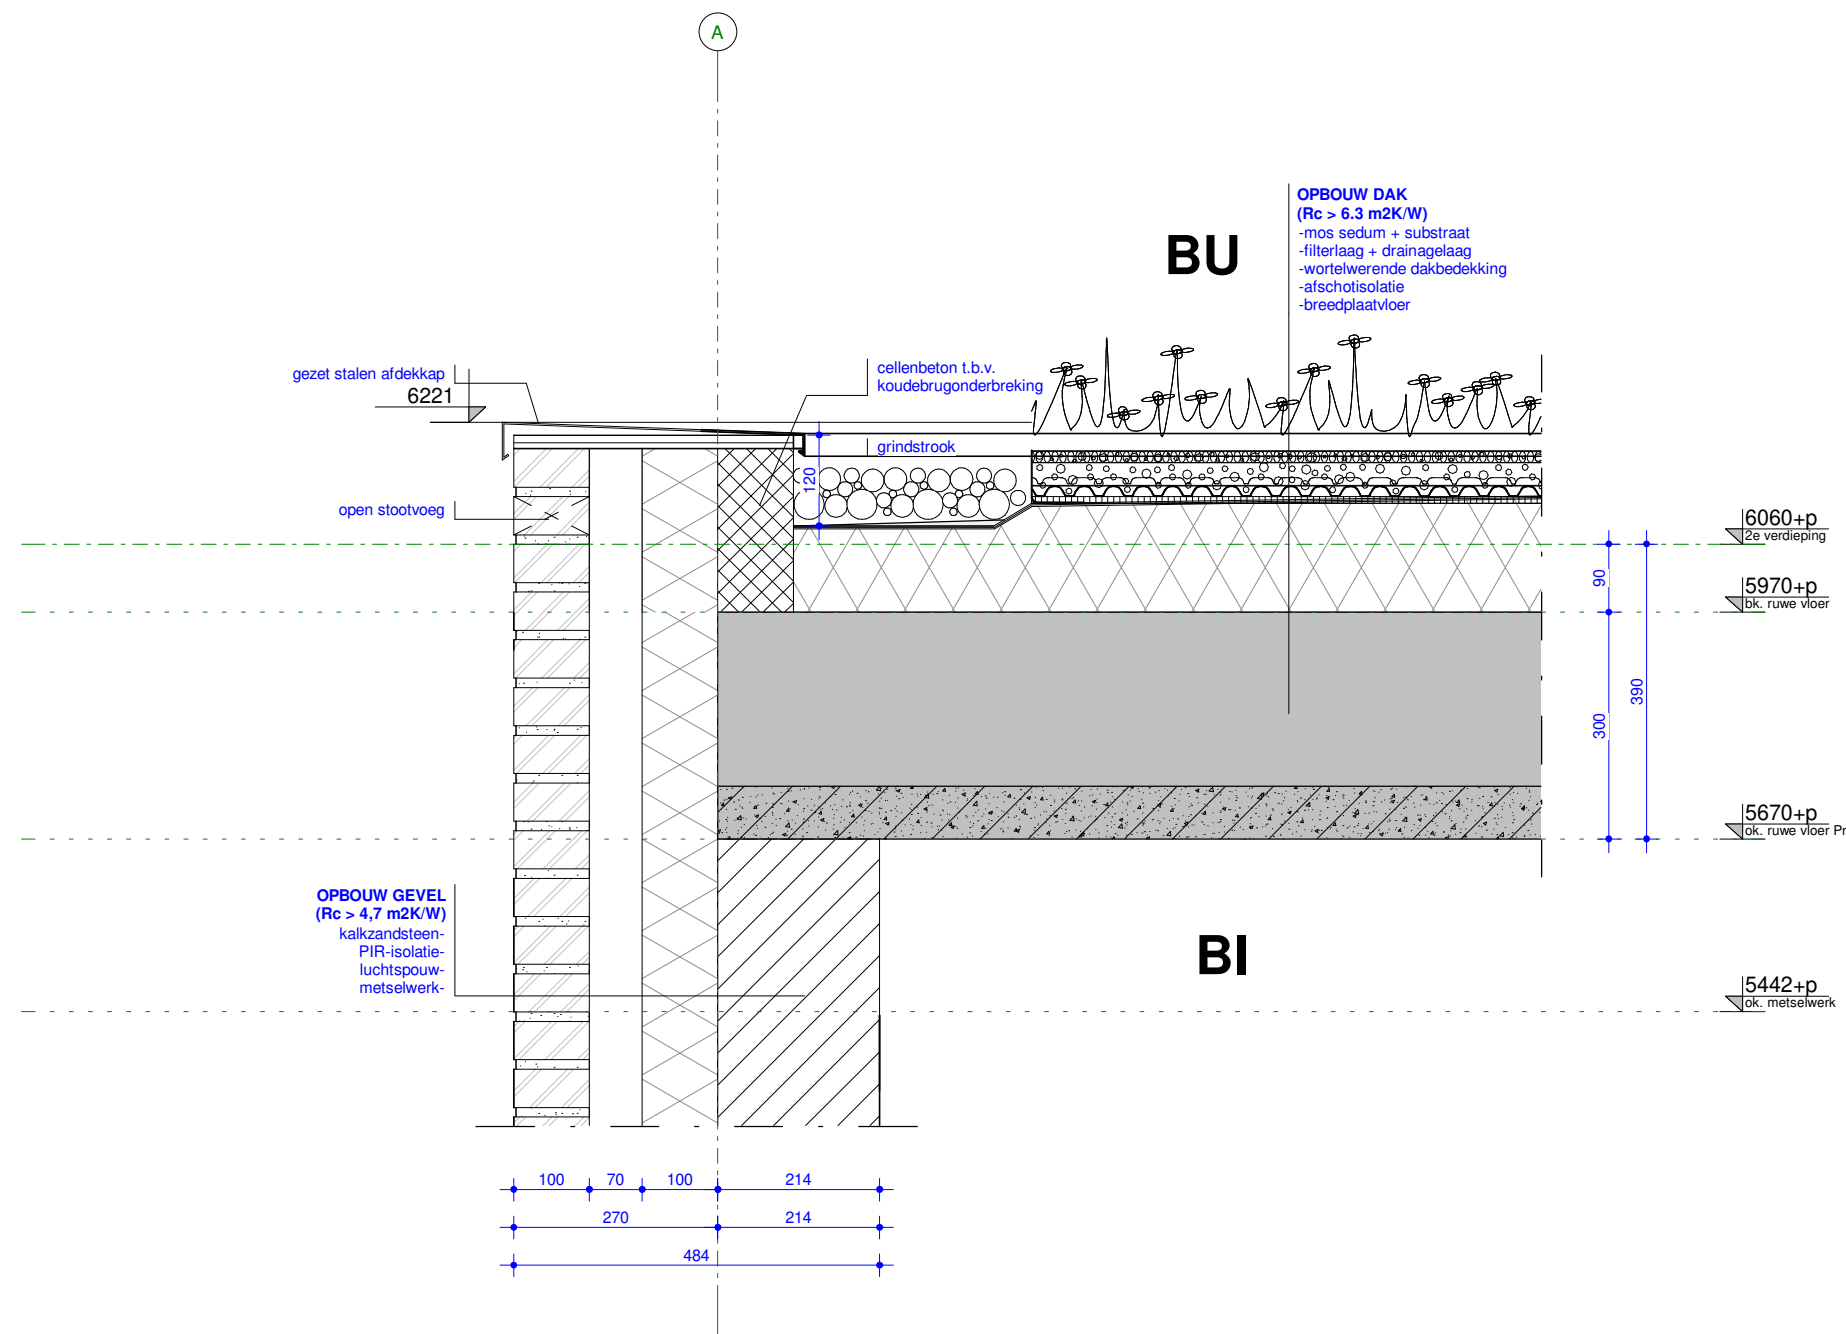 A
OPBOUW DAK
(Rc > 6.3 m2K/W)
-mos sedum + substraat
-filterlaag + drainagelaag
-wortelwerende dakbedekking
-afschotisolatie
-breedplaatvloer
BU
gezet stalen afdekkap
6221
cellenbeton t.b.v.
koudebrugonderbreking
grindstrook
120
open stootvoeg
6060+p
2e verdieping
90
5970+p
bk. ruwe vloer
390
300
5670+p
ok. ruwe vloer Pr
OPBOUW GEVEL
(Rc > 4,7 m2K/W)
kalkzandsteen-
PIR-isolatie-
luchtspouw-
metselwerk-
BI
5442+p
ok. metselwerk
100 70 100 214
270 214
484